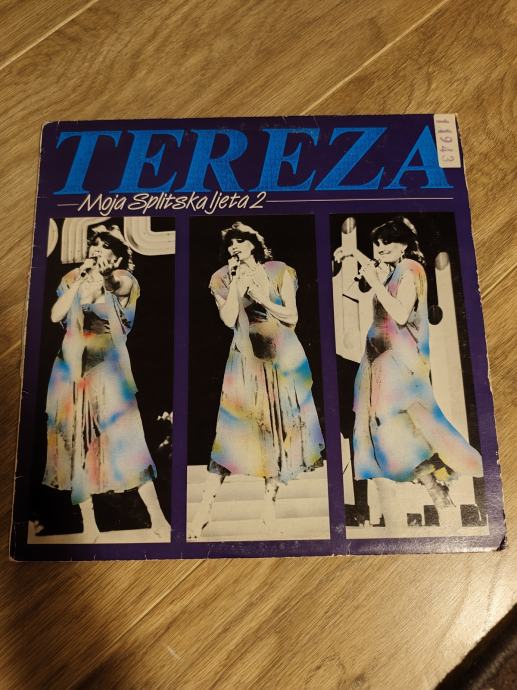 TEREZA
Moja Splitska ljeta 2
11943